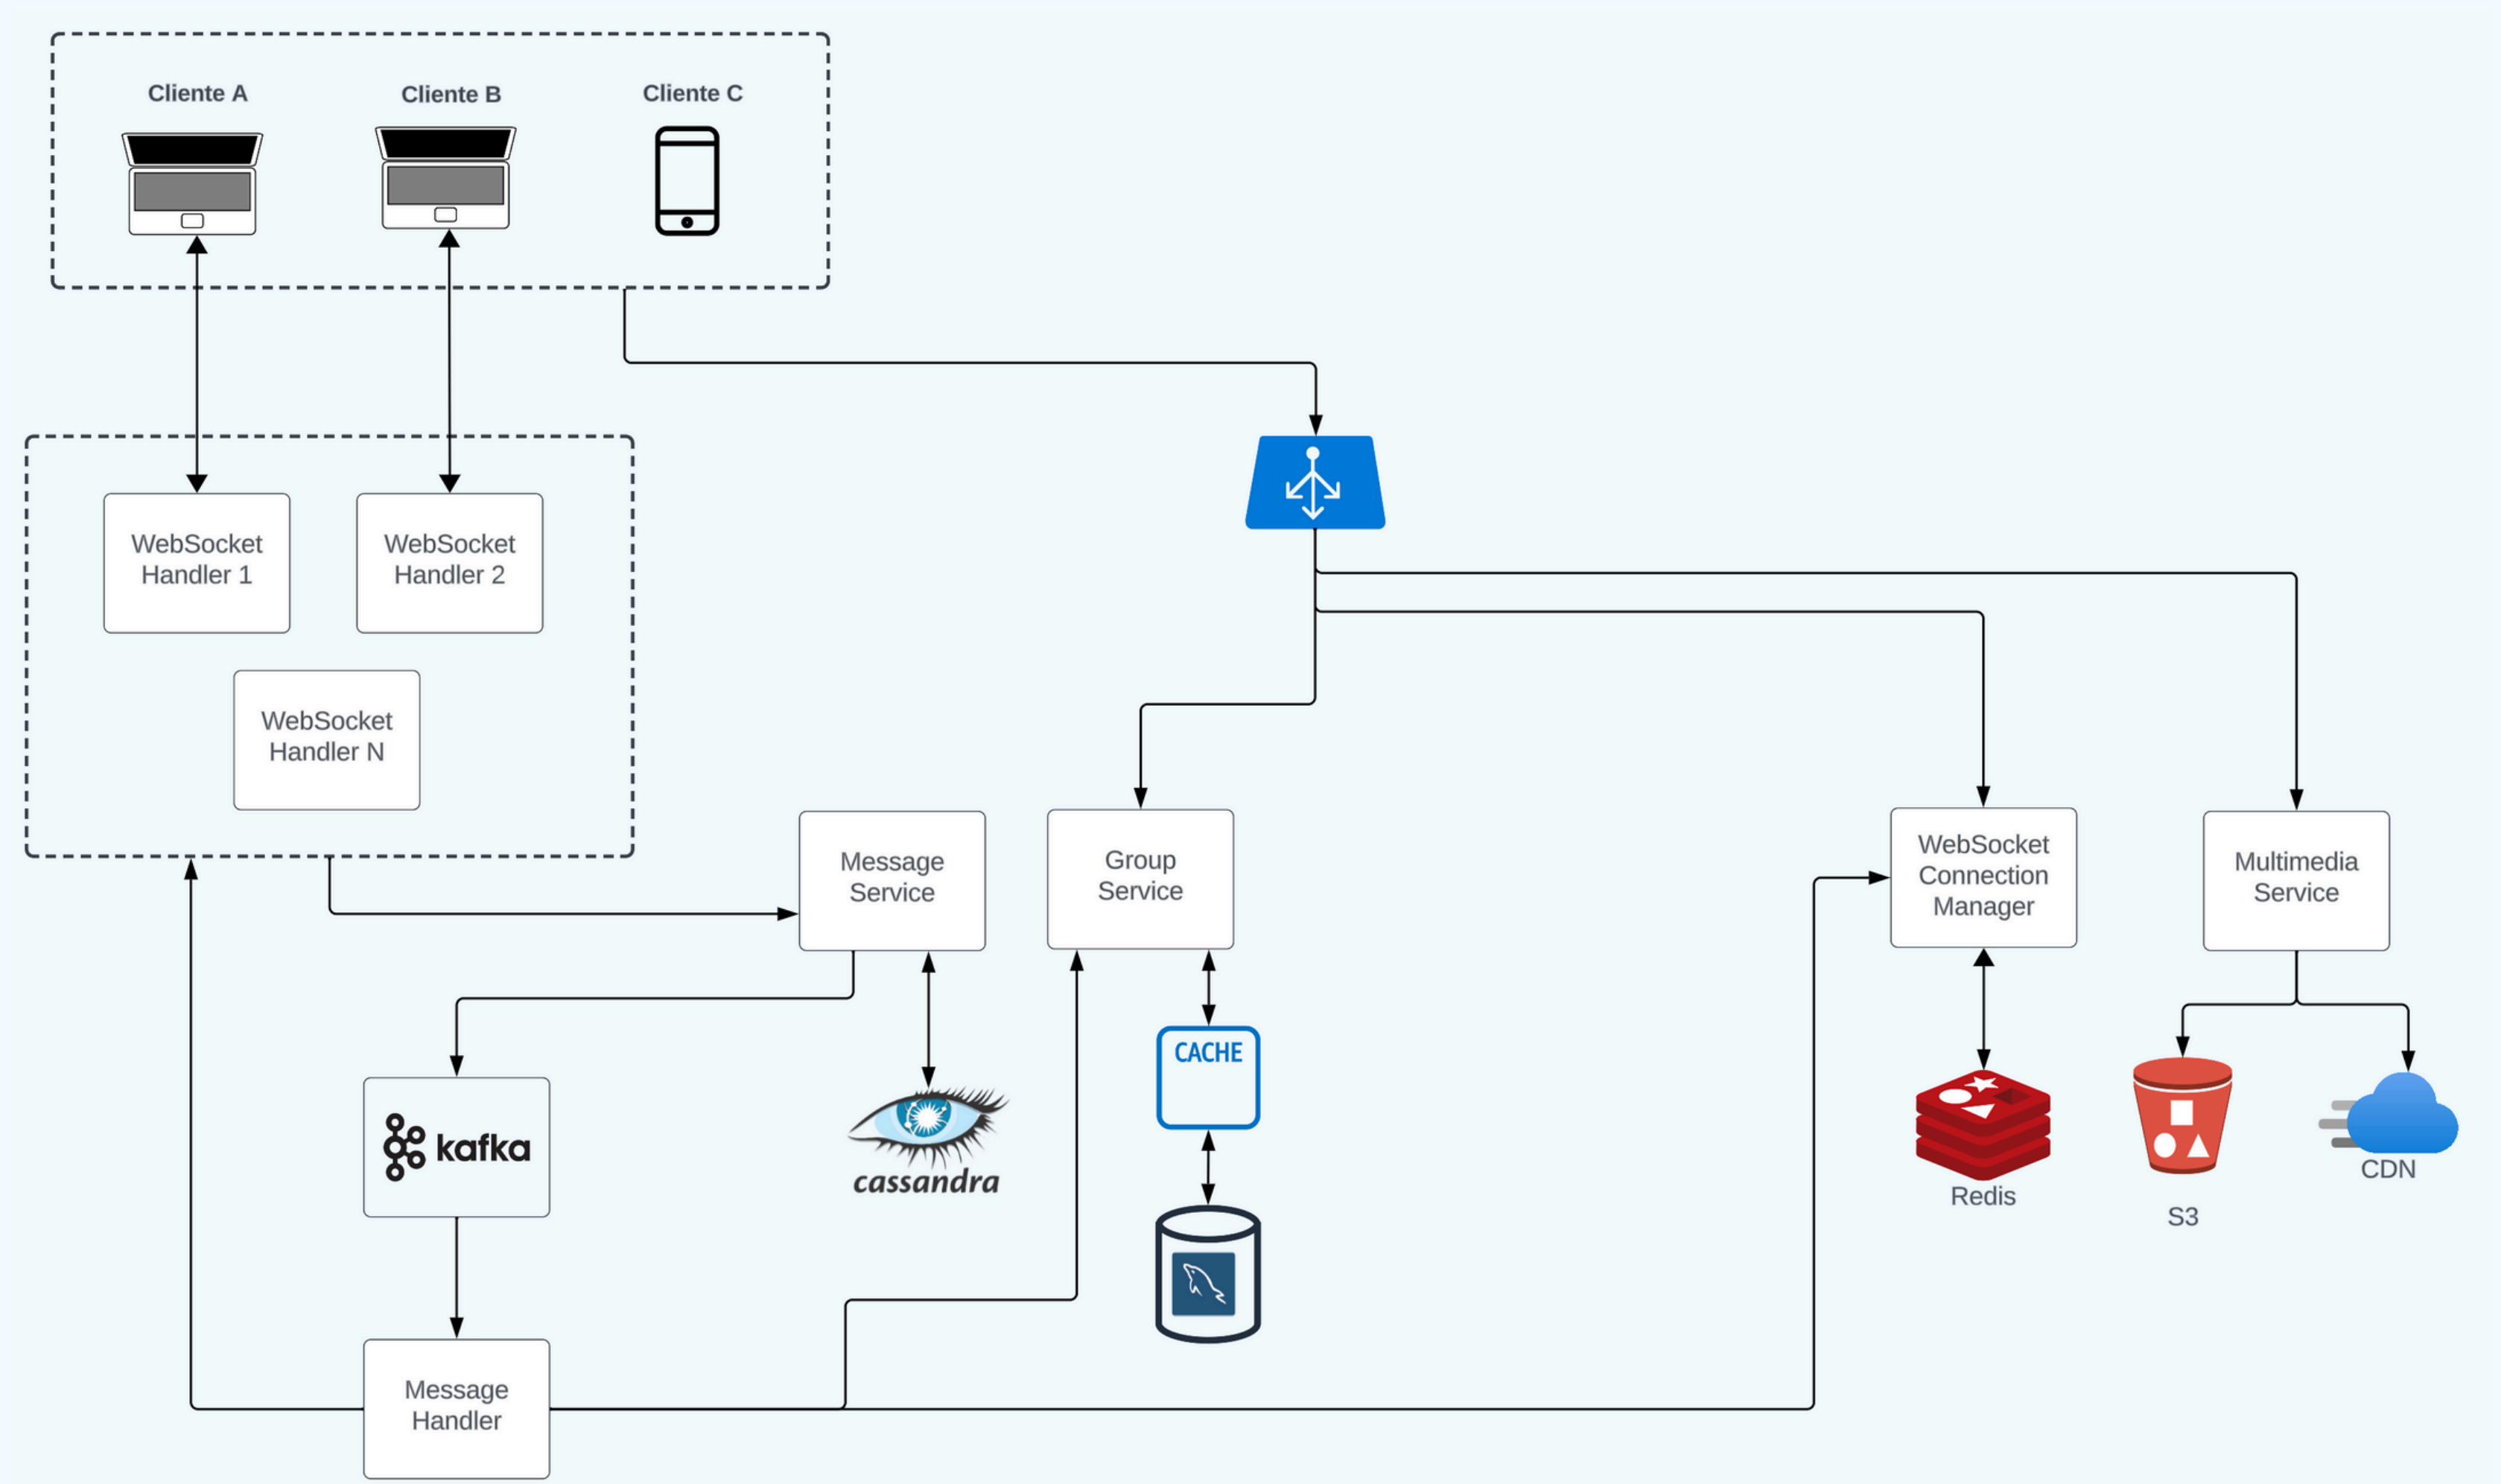 Cliente A
Cliente B
Cliente C
WebSocket
Handler 1
WebSocket
Handler 2
WebSocket
Handler N
Message
Service
Group
Service
WebSocket
Connection
Manager
Multimedia
Service
CACHE
kafka
cassandra
Redis
S3
CDN
Message
Handler